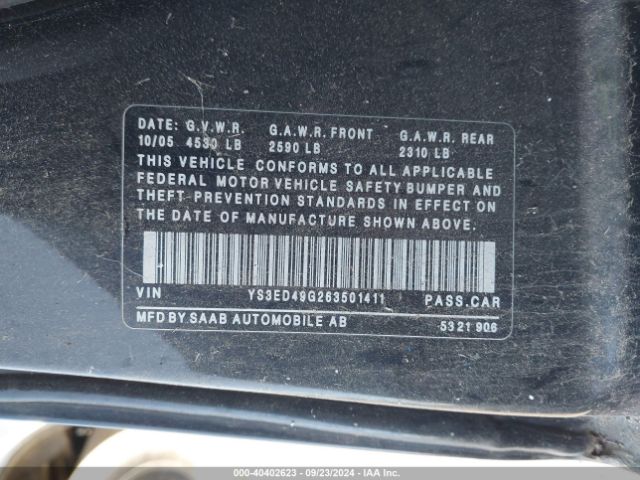 DATE: G.V.W.R. G.A.W.R. FRONT G.A.W.R. REAR
10/05 4530 LB 2590 LB 2310 LB
THIS VEHICLE CONFORMS TO ALL APPLICABLE
FEDERAL MOTOR VEHICLE SAFETY BUMPER AND
THEFT-PREVENTION STANDARDS IN EFFECT ON
THE DATE OF MANUFACTURE SHOWN ABOVE.
VIN YS3ED49G263501411 PASS.CAR
MFD BY SAAB AUTOMOBILE AB 5321906
000-40402623 - 09/23/2024 - IAA Inc.